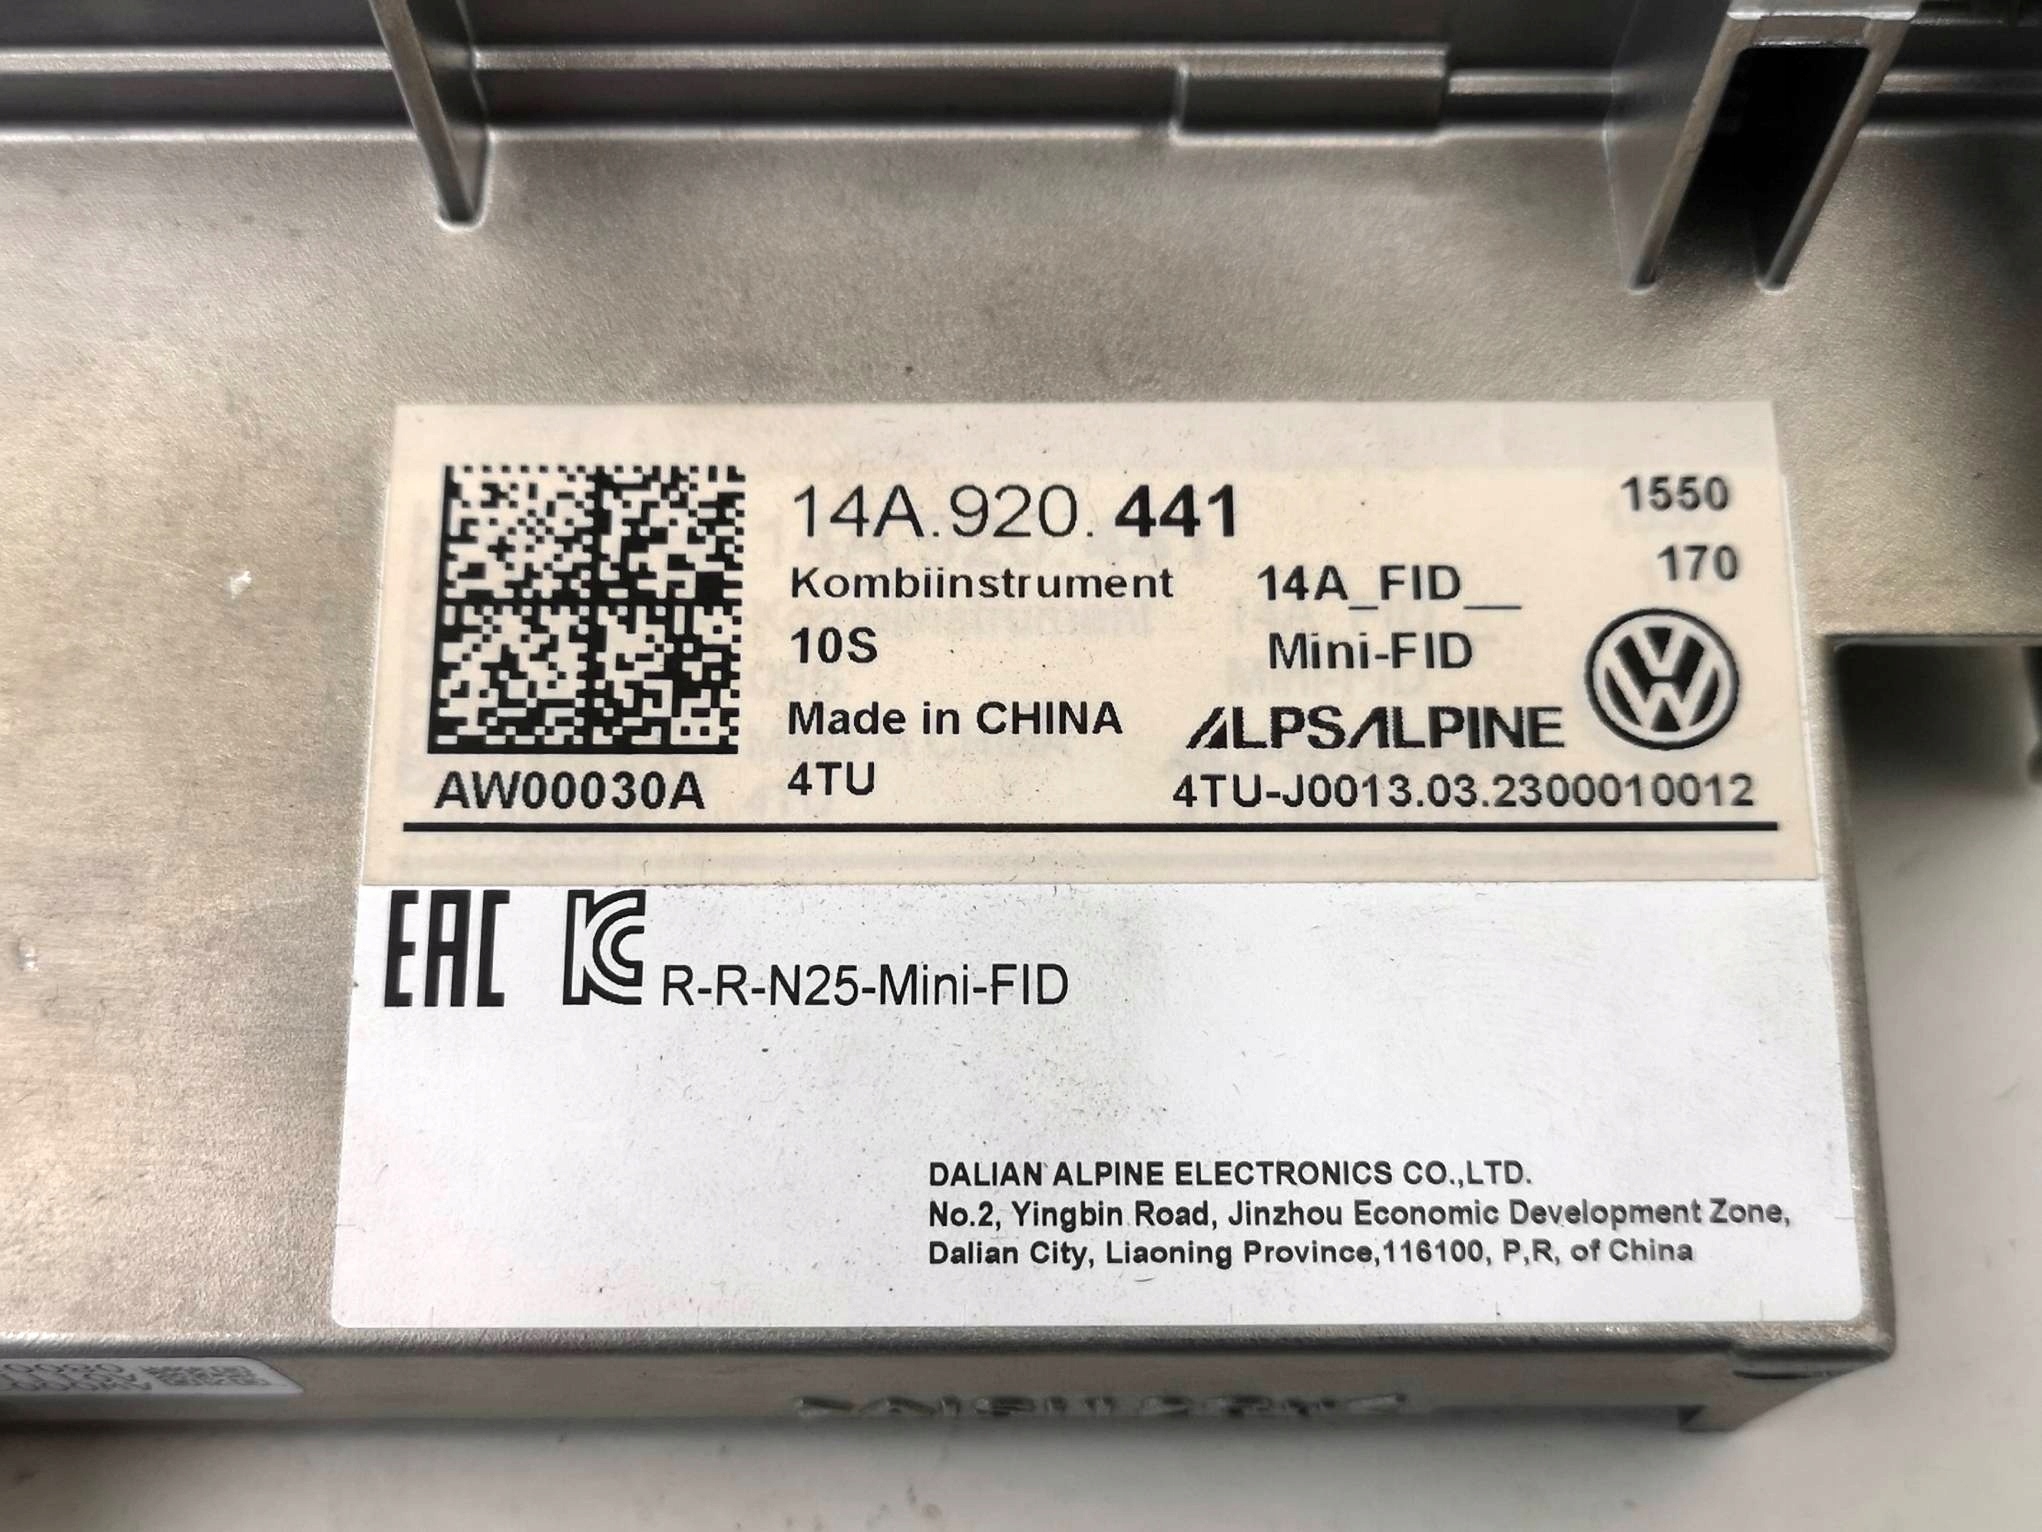 14A.920.441
1550
Kombiinstrument
14A_FID__
170
10S
Mini-FID
Made in CHINA
ALPSALPINE
AW00030A
4TU
4TU-J0013.03.2300010012
EAC
R-R-N25-Mini-FID
DALIAN ALPINE ELECTRONICS CO.,LTD.
No.2, Yingbin Road, Jinzhou Economic Development Zone,
Dalian City, Liaoning Province,116100, P,R, of China